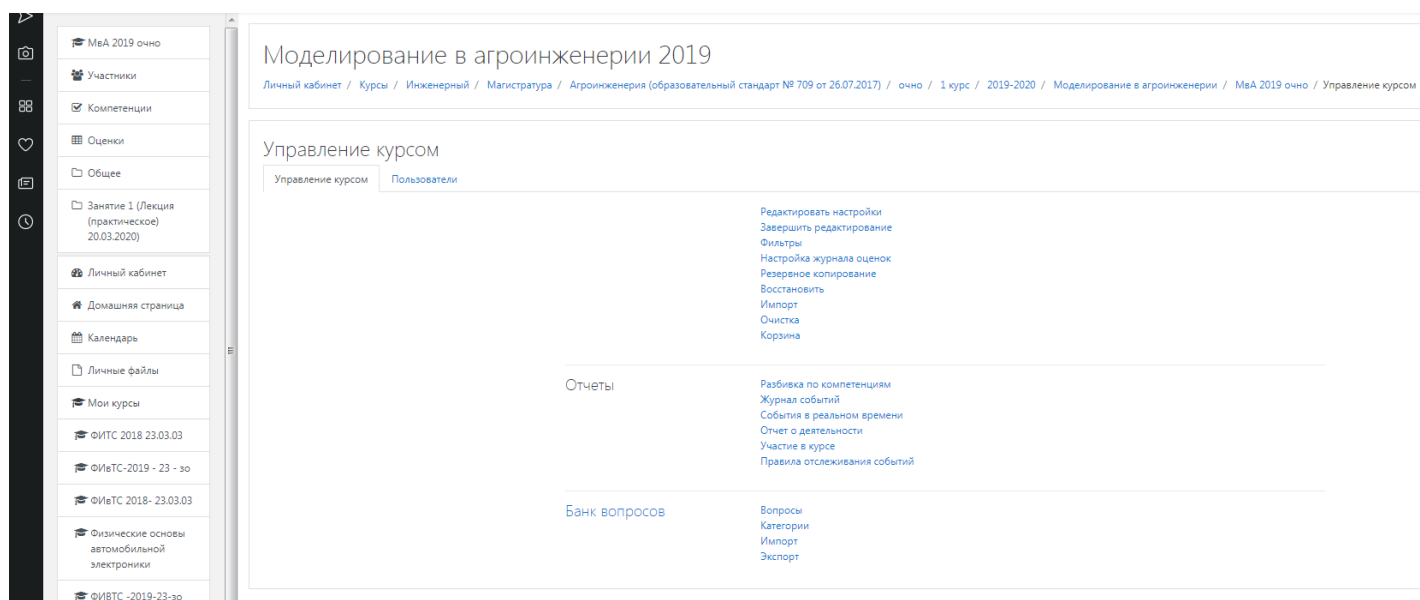 МвА 2019 очно
Участники
Компетенции
Оценки
Общее
Занятие 1 (Лекция
(практическое)
20.03.2020)
Личный кабинет
Домашняя страница
Календарь
Личные файлы
Мои курсы
ФИТС 2018 23.03.03
ФИвТС-2019 - 23 - зо
ФИвТС 2018- 23.03.03
Физические основы
автомобильной
электроники
ФИВТС -2019-23-зо
Моделирование в агроинженерии 2019
Личный кабинет / Курсы / Инженерный / Магистратура / Агроинженерия (образовательный стандарт № 709 от 26.07.2017) / очно / 1 курс / 2019-2020 / Моделирование в агроинженерии / МвА 2019 очно / Управление курсом
Управление курсом
Управление курсом Пользователи
Редактировать настройки
Завершить редактирование
Фильтры
Настройка журнала оценок
Резервное копирование
Восстановить
Импорт
Очистка
Корзина
Отчеты
Разбивка по компетенциям
Журнал событий
События в реальном времени
Отчет о деятельности
Участие в курсе
Правила отслеживания событий
Банк вопросов
Вопросы
Категории
Импорт
Экспорт